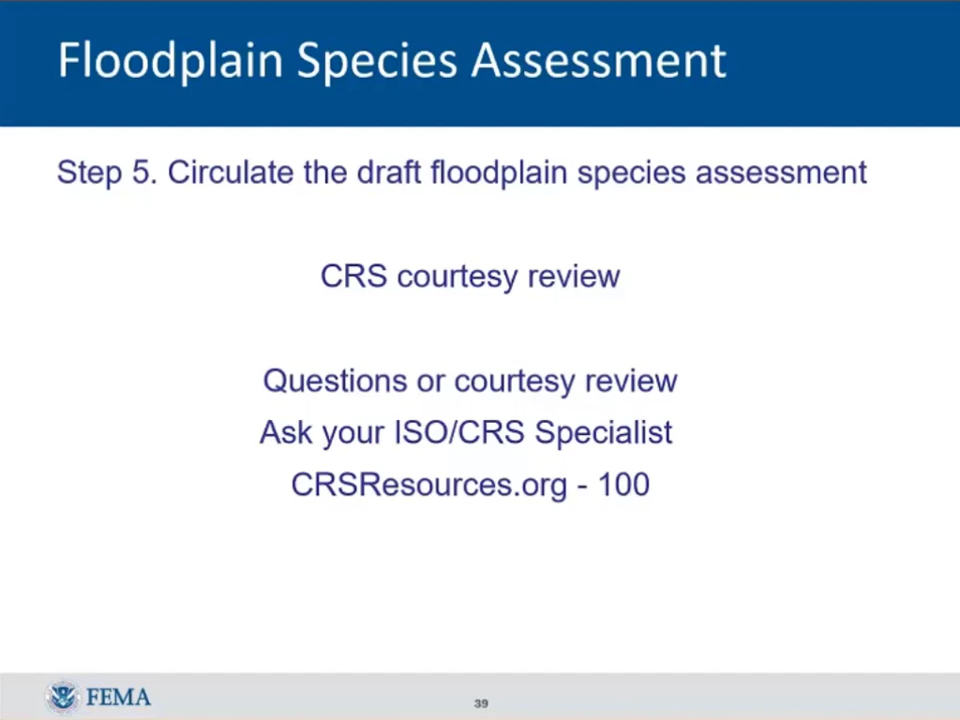 Floodplain Species Assessment
Step 5. Circulate the draft floodplain species assessment
CRS courtesy review
Questions or courtesy review
Ask your ISO/CRS Specialist
CRSResources.org - 100
FEMA
39